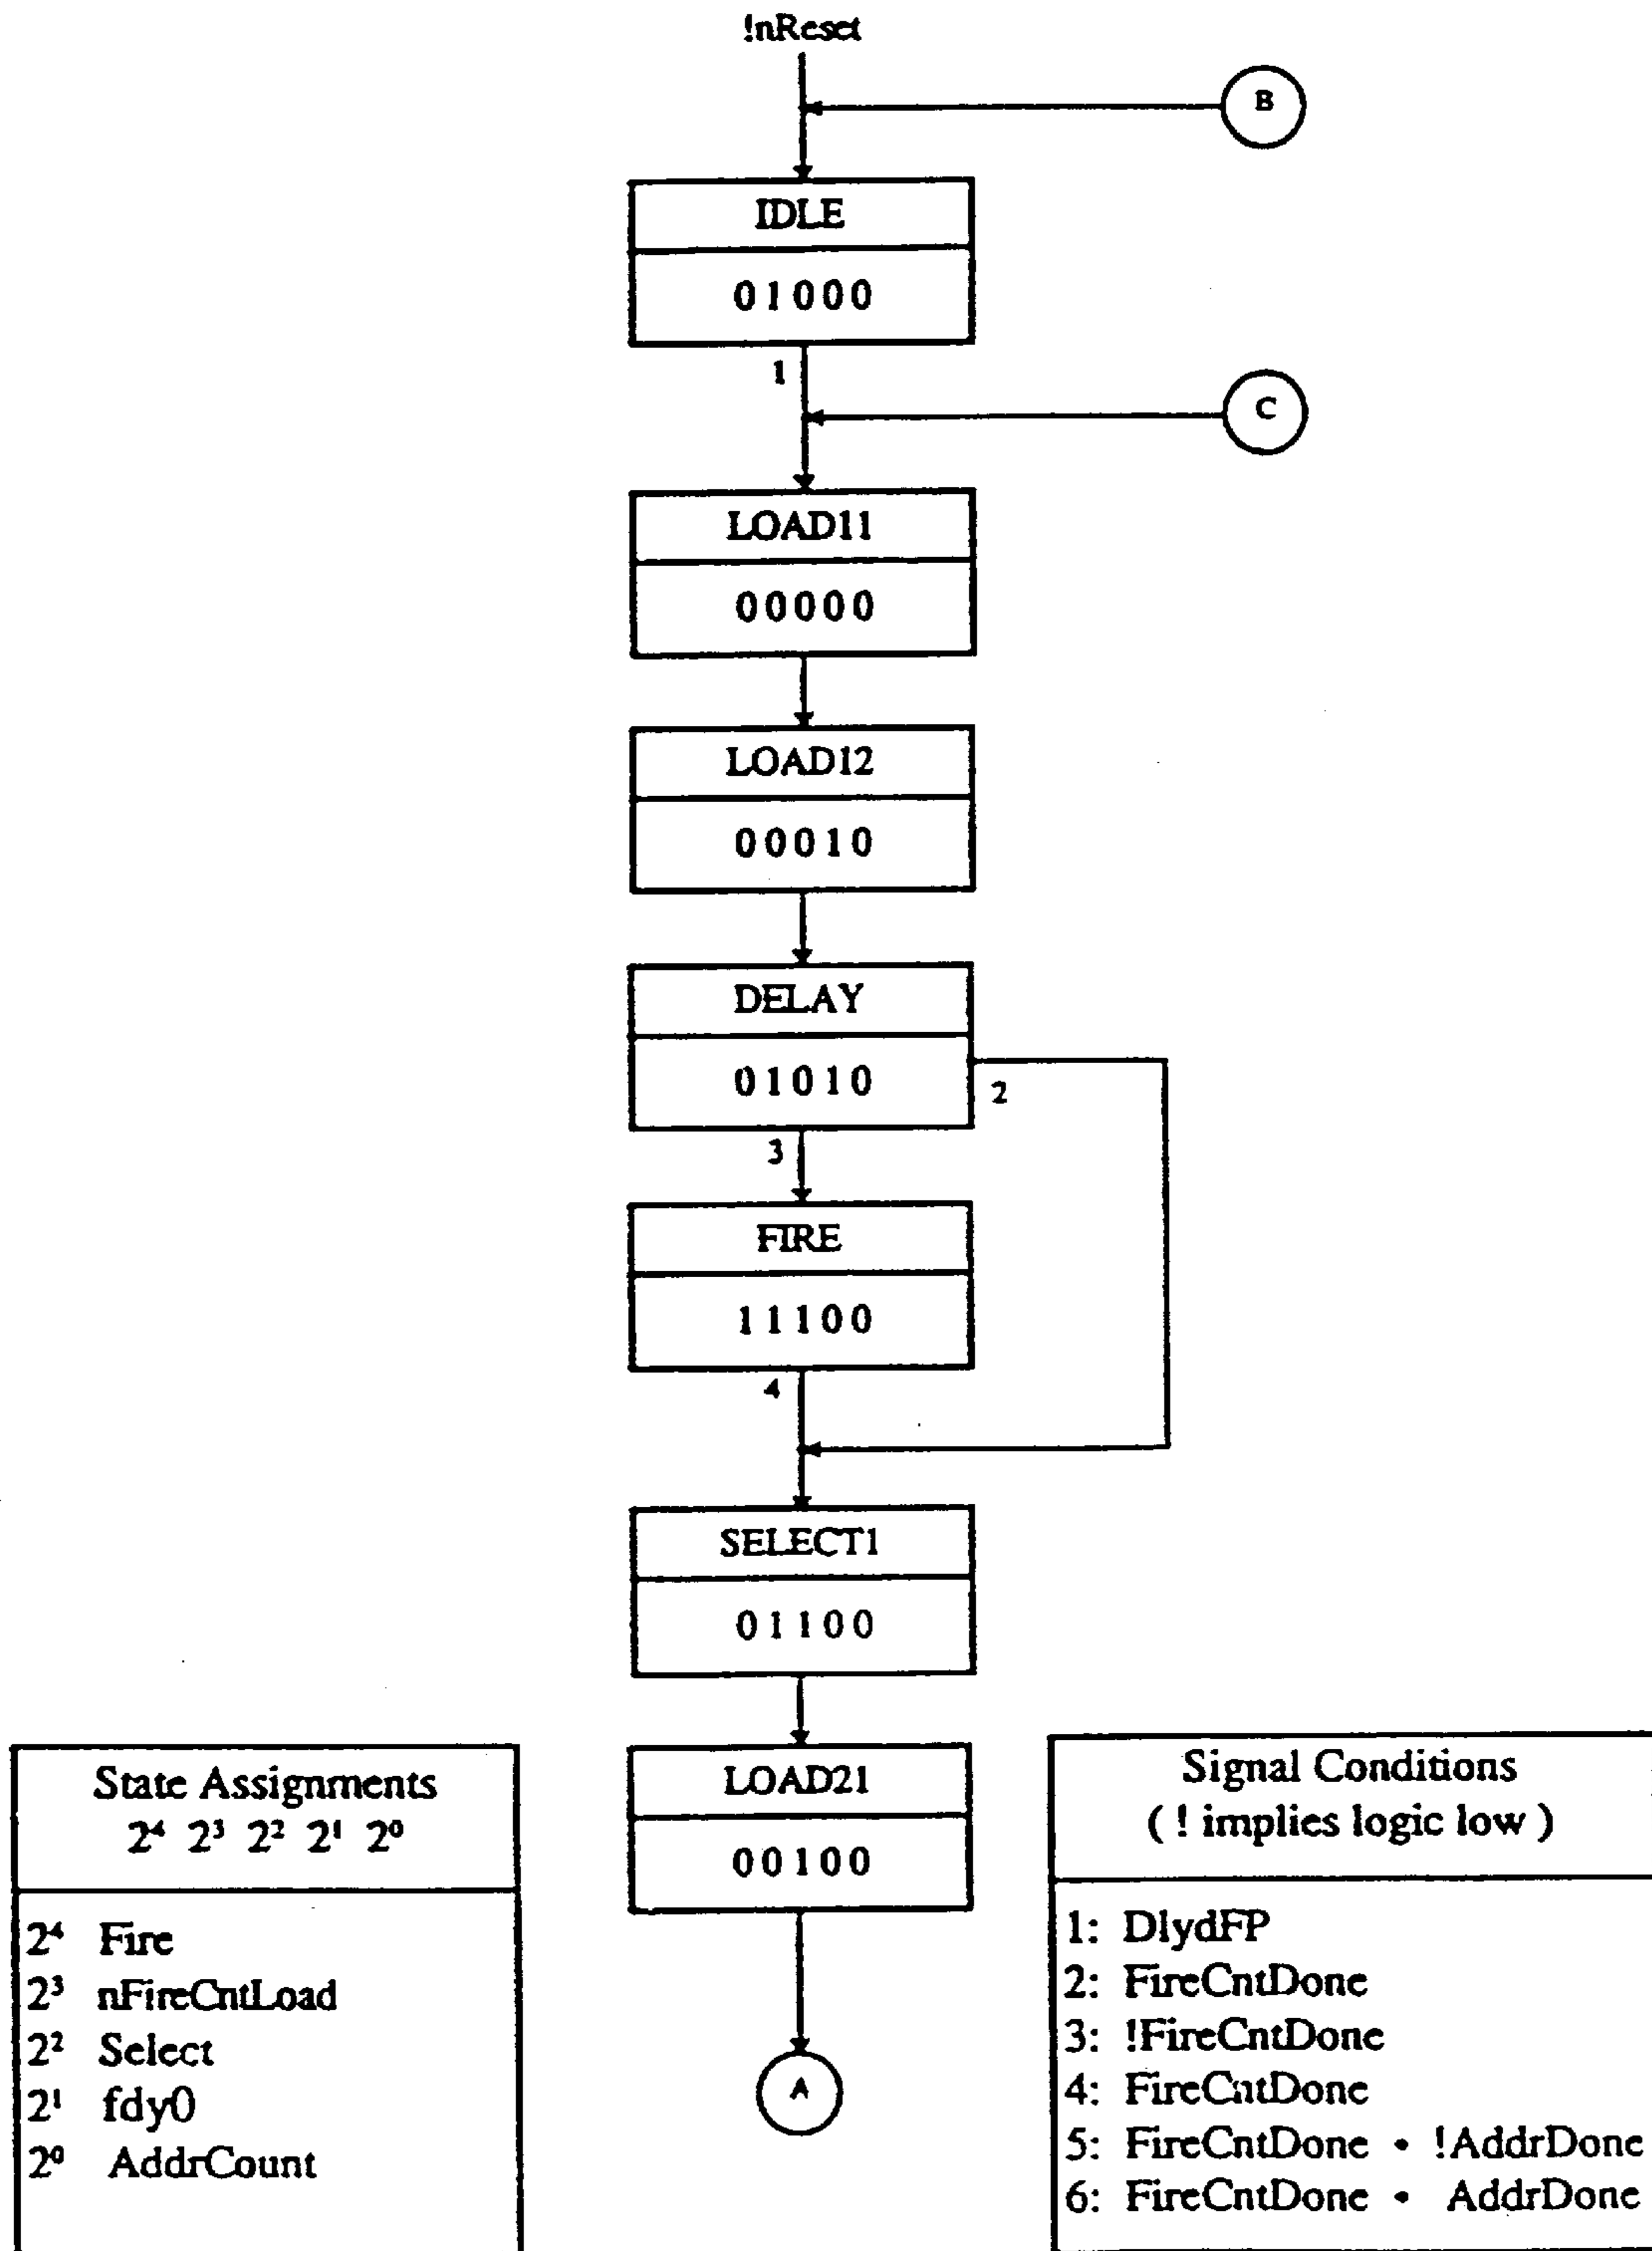 !nReset
B
IDLE
01000
1
C
LOAD11
00000
LOAD12
00010
DELAY
01010
2
3
FIRE
11100
4
SELECT1
01100
LOAD21
00100
A
State Assignments
2⁴ 2³ 2² 2¹ 2⁰
2⁴ Fire
2³ nFireCntLoad
2² Select
2¹ fdy0
2⁰ AddrCount
Signal Conditions
( ! implies logic low )
1: DlydFP
2: FireCntDone
3: !FireCntDone
4: FireCntDone
5: FireCntDone • !AddrDone
6: FireCntDone • AddrDone